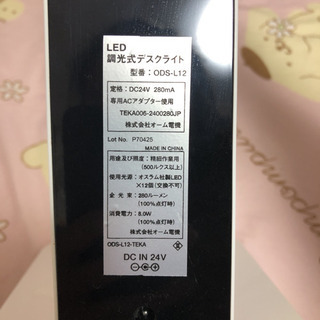 LED
調光式デスクライト
型番：ODS-L12
定格：DC24V 280mA
専用ACアダプター使用
TEKA006-2400280JP
株式会社オーム電機
Lot No. P70425
MADE IN CHINA
用途及び照度：精細作業用
(500ルクス以上)
使用光源：オスラム社製LED
×12個(交換不可)
全光束：280ルーメン
(100%点灯時)
消費電力：8.0W
(100%点灯時)
株式会社オーム電機
ODS-L12-TEKA
DC IN 24V